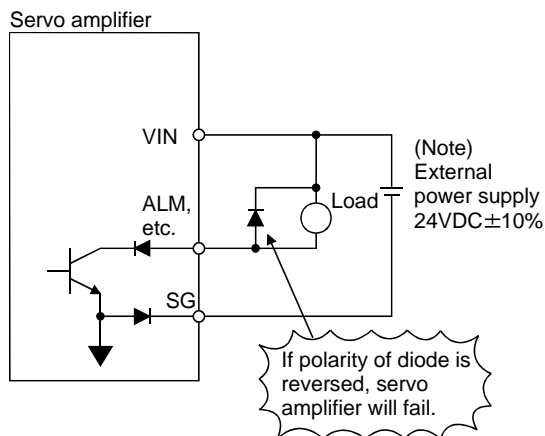 Servo amplifier
VIN
ALM,
etc.
SG
Load
(Note)
External
power supply
24VDC±10%
If polarity of diode is
reversed, servo
amplifier will fail.